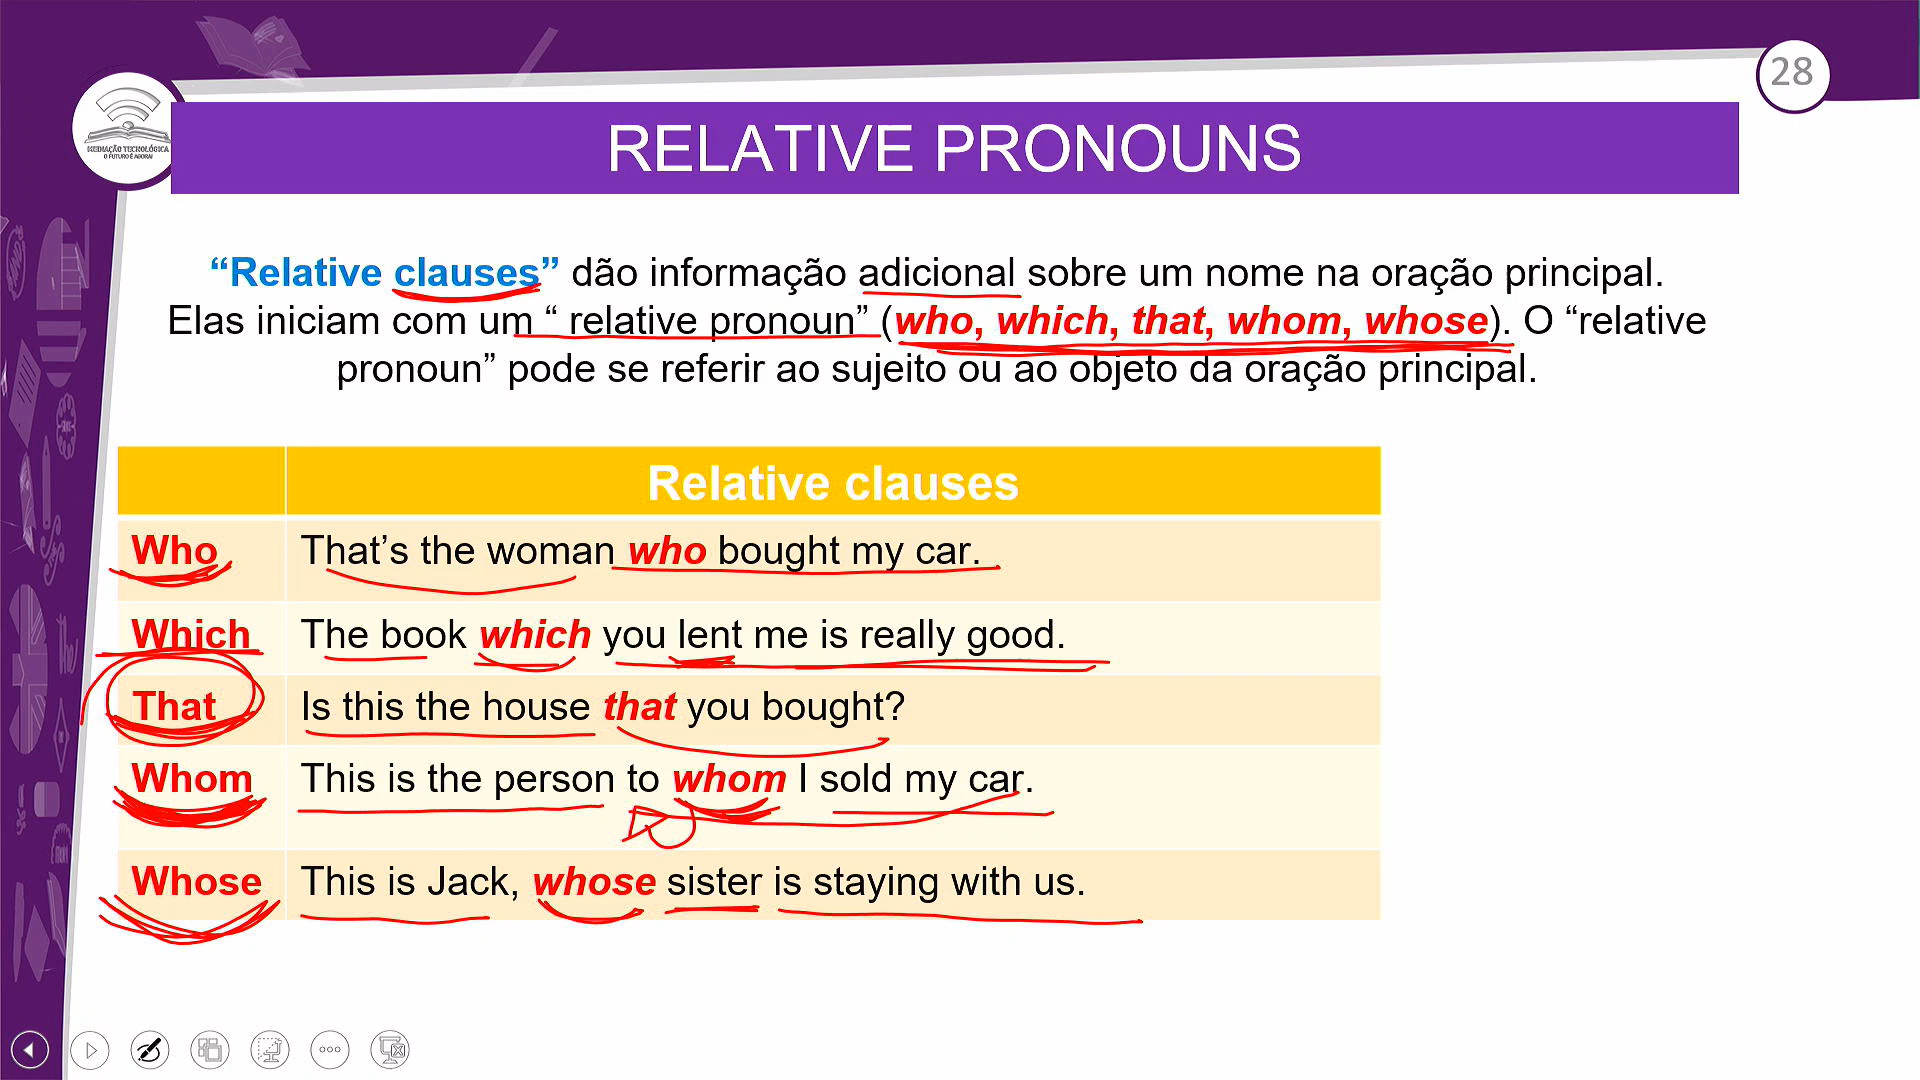 28
MEDIAÇÃO TECNOLÓGICA
O FUTURO É AGORA!
RELATIVE PRONOUNS
“Relative clauses” dão informação adicional sobre um nome na oração principal.
Elas iniciam com um “ relative pronoun” (who, which, that, whom, whose). O “relative
pronoun” pode se referir ao sujeito ou ao objeto da oração principal.
Relative clauses
Who That’s the woman who bought my car.
Which The book which you lent me is really good.
That Is this the house that you bought?
Whom This is the person to whom I sold my car.
Whose This is Jack, whose sister is staying with us.